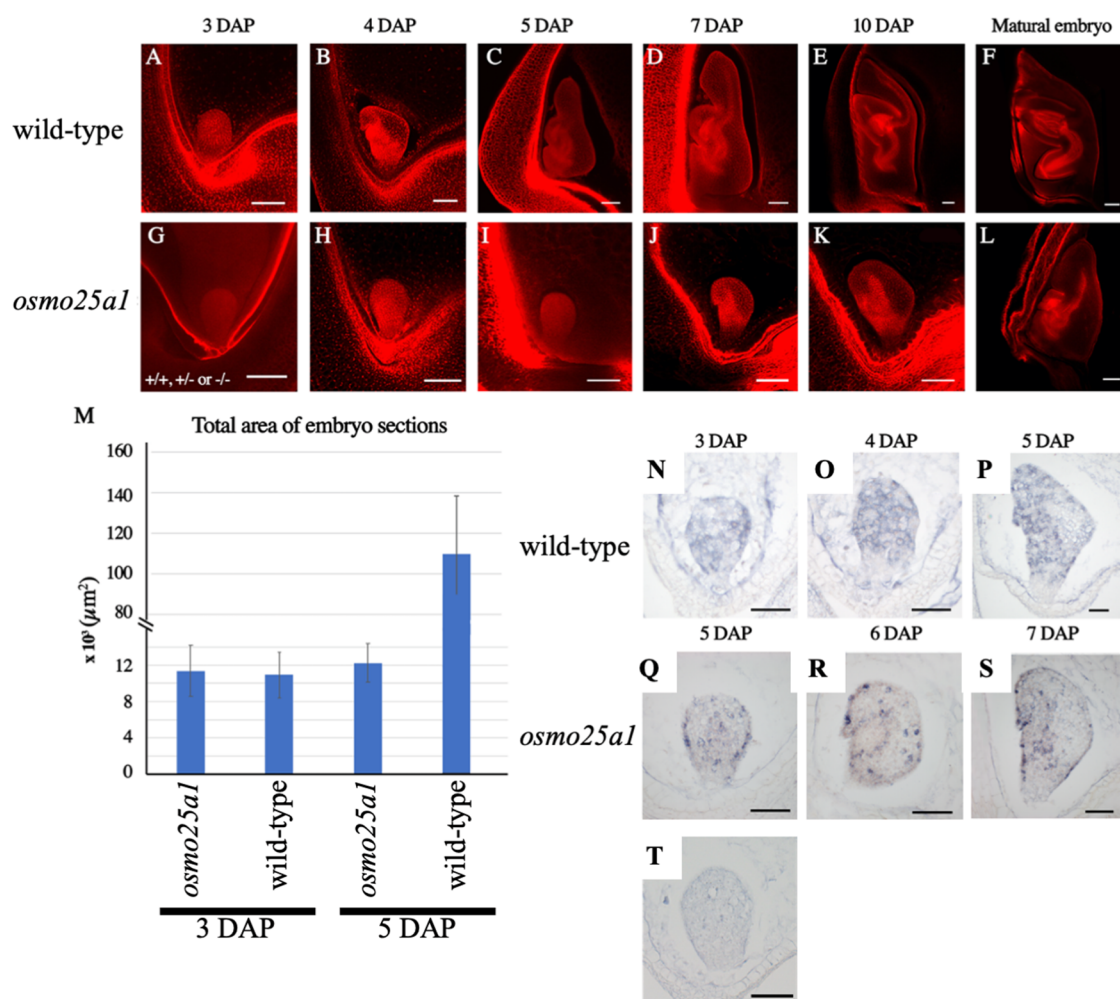 3 DAP 4 DAP 5 DAP 7 DAP 10 DAP Matural embryo
A B C D E F
wild-type
G H I J K L
osmo25a1
+/+, +/- or -/-
M
Total area of embryo sections
160
140
120
100
80
12
8
4
0
x 10³ (μm²)
osmo25a1
wild-type
osmo25a1
wild-type
3 DAP 5 DAP
3 DAP 4 DAP 5 DAP
N O P
wild-type
5 DAP 6 DAP 7 DAP
Q R S
osmo25a1
T